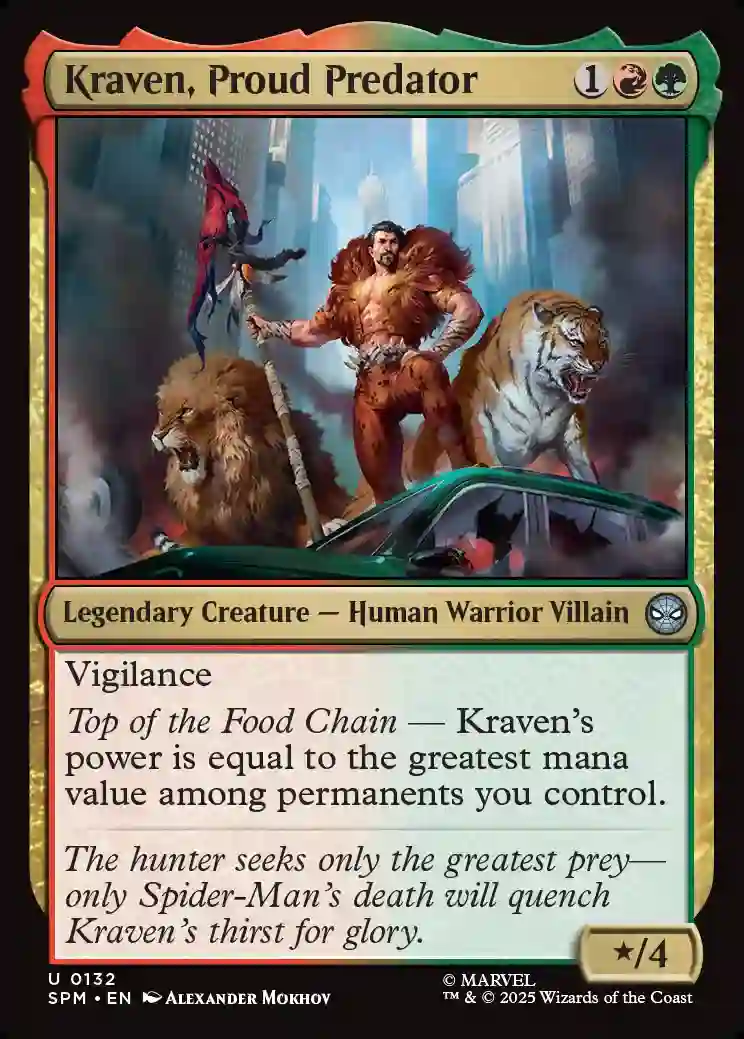 Kraven, Proud Predator 1
Legendary Creature — Human Warrior Villain
Vigilance
Top of the Food Chain — Kraven's
power is equal to the greatest mana
value among permanents you control.
The hunter seeks only the greatest prey—
only Spider-Man's death will quench
Kraven's thirst for glory.
★/4
U 0132
SPM • EN Alexander Mokhov
© MARVEL
™ & © 2025 Wizards of the Coast